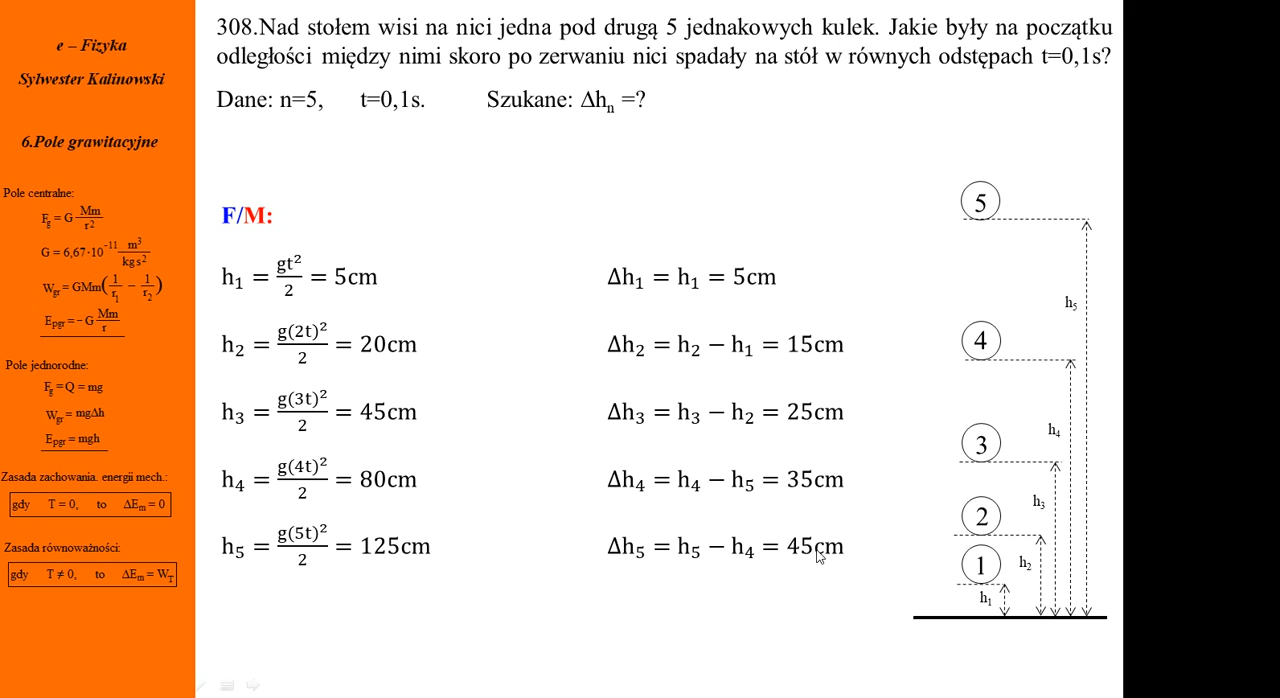 e – Fizyka
Sylwester Kalinowski
6.Pole grawitacyjne
Pole centralne:
F_g = G Mm/r²
G = 6,67·10⁻¹¹ m³/kg s²
W_gr = GMm(1/r₁ - 1/r₂)
E_pgr = - G Mm/r
Pole jednorodne:
F_g = Q = mg
W_gr = mgΔh
E_pgr = mgh
Zasada zachowania. energii mech.:
gdy T = 0, to ΔE_m = 0
Zasada równoważności:
gdy T ≠ 0, to ΔE_m = W_T
308.Nad stołem wisi na nici jedna pod drugą 5 jednakowych kulek. Jakie były na początku
odległości między nimi skoro po zerwaniu nici spadały na stół w równych odstępach t=0,1s?
Dane: n=5, t=0,1s. Szukane: Δh_n =?
F/M:
h₁ = gt²/2 = 5cm
Δh₁ = h₁ = 5cm
h₂ = g(2t)²/2 = 20cm
Δh₂ = h₂ − h₁ = 15cm
h₃ = g(3t)²/2 = 45cm
Δh₃ = h₃ − h₂ = 25cm
h₄ = g(4t)²/2 = 80cm
Δh₄ = h₄ − h₅ = 35cm
h₅ = g(5t)²/2 = 125cm
Δh₅ = h₅ − h₄ = 45cm
5
h₅
4
h₄
3
h₃
2
h₂
1
h₁